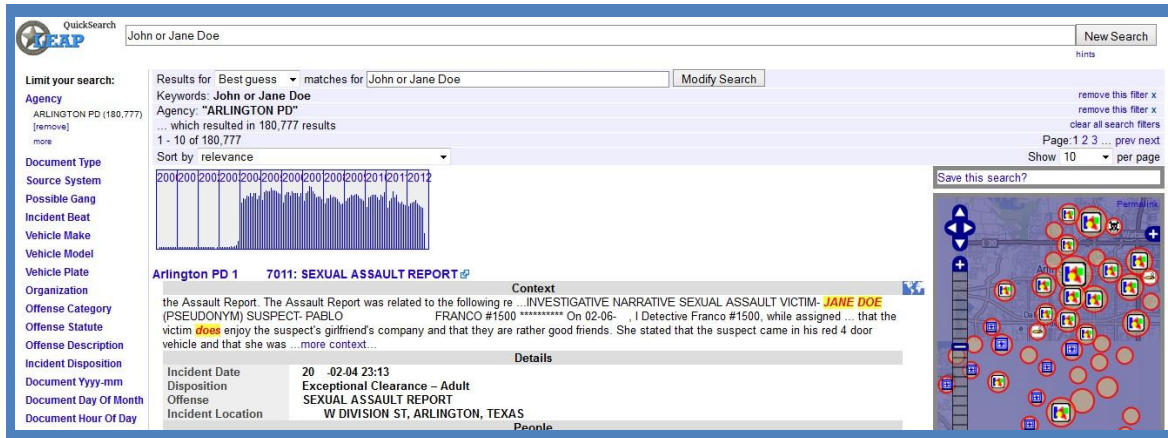 QuickSearch
LEAP
John or Jane Doe
New Search
hints
Limit your search:
Agency
ARLINGTON PD (180,777)
[remove]
more
Document Type
Source System
Possible Gang
Incident Beat
Vehicle Make
Vehicle Model
Vehicle Plate
Organization
Offense Category
Offense Statute
Offense Description
Incident Disposition
Document Yyyy-mm
Document Day Of Month
Document Hour Of Day
Results for Best guess matches for John or Jane Doe Modify Search
Keywords: John or Jane Doe remove this filter x
Agency: "ARLINGTON PD" remove this filter x
... which resulted in 180,777 results clear all search filters
1 - 10 of 180,777 Page:1 2 3 ... prev next
Sort by relevance Show 10 per page
Save this search?
Permalink
Arlington PD 1 7011: SEXUAL ASSAULT REPORT
Context
the Assault Report. The Assault Report was related to the following re ...INVESTIGATIVE NARRATIVE SEXUAL ASSAULT VICTIM- JANE DOE
(PSEUDONYM) SUSPECT- PABLO FRANCO #1500 ********** On 02-06- , I Detective Franco #1500, while assigned ... that the
victim does enjoy the suspect's girlfriend's company and that they are rather good friends. She stated that the suspect came in his red 4 door
vehicle and that she was ...more context...
Details
Incident Date 20 -02-04 23:13
Disposition Exceptional Clearance – Adult
Offense SEXUAL ASSAULT REPORT
Incident Location W DIVISION ST, ARLINGTON, TEXAS
People